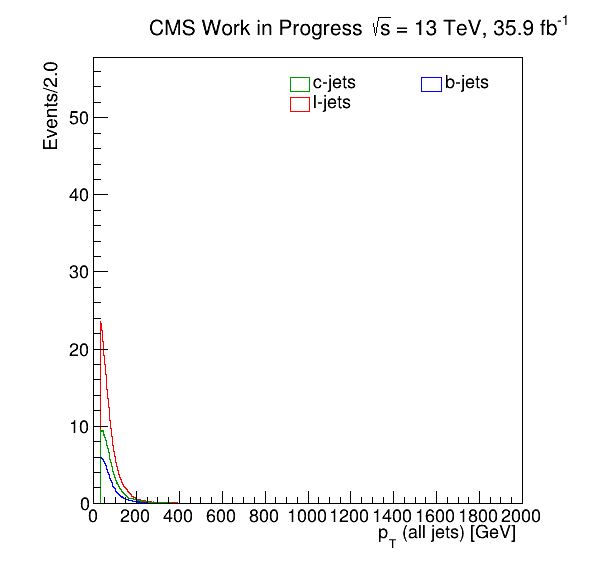 CMS Work in Progress √s = 13 TeV, 35.9 fb⁻¹
Events/2.0
c-jets b-jets
l-jets
50
40
30
20
10
0
0 200 400 600 800 1000 1200 1400 1600 1800 2000
p_T (all jets) [GeV]